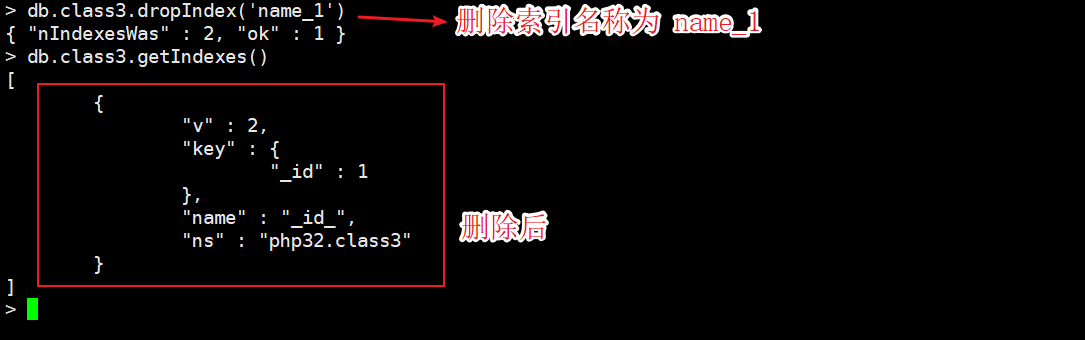 > db.class3.dropIndex('name_1')
删除索引名称为 name_1
{ "nIndexesWas" : 2, "ok" : 1 }
> db.class3.getIndexes()
[
{
"v" : 2,
"key" : {
"_id" : 1
},
"name" : "_id_",
删除后
"ns" : "php32.class3"
}
]
>